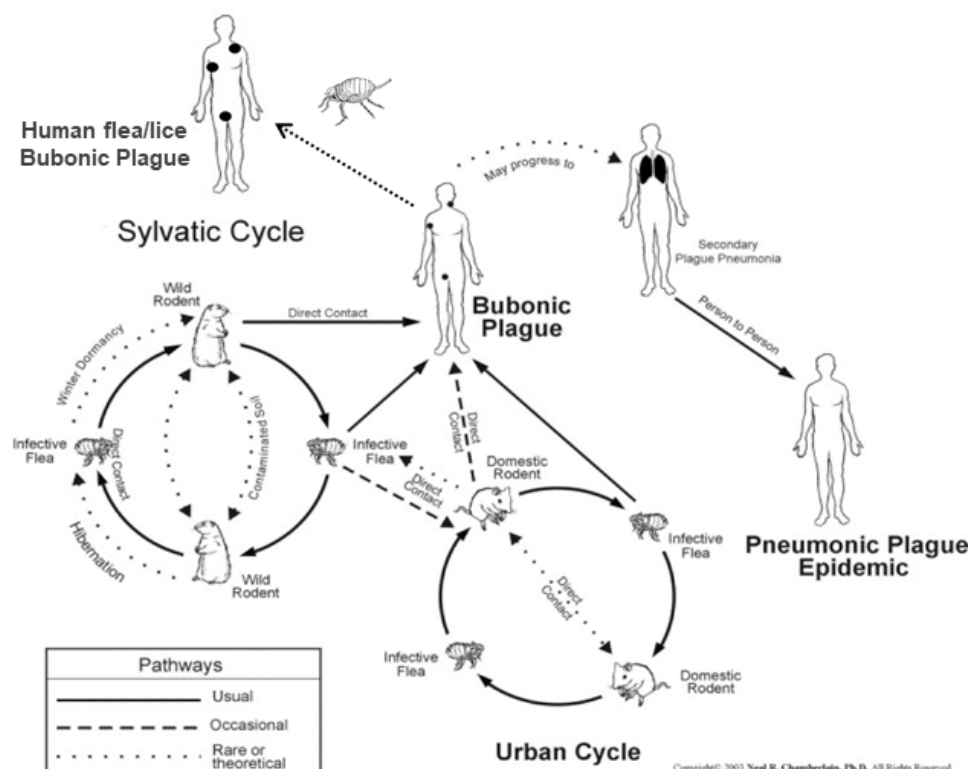 Human flea/lice
Bubonic Plague
May progress to
Secondary
Plague Pneumonia
Sylvatic Cycle
Wild
Rodent
Direct Contact
Bubonic
Plague
Person to Person
Winter Dormancy
Contaminated Soil
Infective
Flea
Direct Contact
Infective
Flea
Direct
Contact
Direct
Contact
Domestic
Rodent
Hibernation
Wild
Rodent
Infective
Flea
Pneumonic Plague
Epidemic
Direct
Contact
Infective
Flea
Domestic
Rodent
Pathways
Usual
Occasional
Rare or
theoretical
Urban Cycle
Copyright© 2003 Neal R. Chamberlain, Ph.D. All Rights Reserved